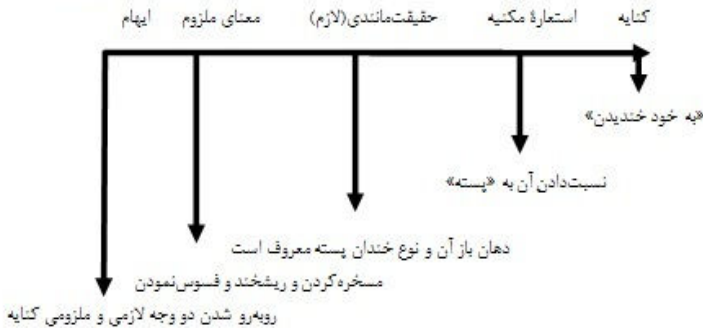 کنایه استعارهٔ مکنیه حقیقت‌مانندی(لازم) معنای ملزوم ایهام
«به خود خندیدن»
نسبت‌دادن آن به «پسته»
دهان باز آن و نوع خندان پسته معروف است
مسخره‌کردن و ریشخند و فسوس‌نمودن
روبه‌رو شدن دو وجه لازمی و ملزومی کنایه